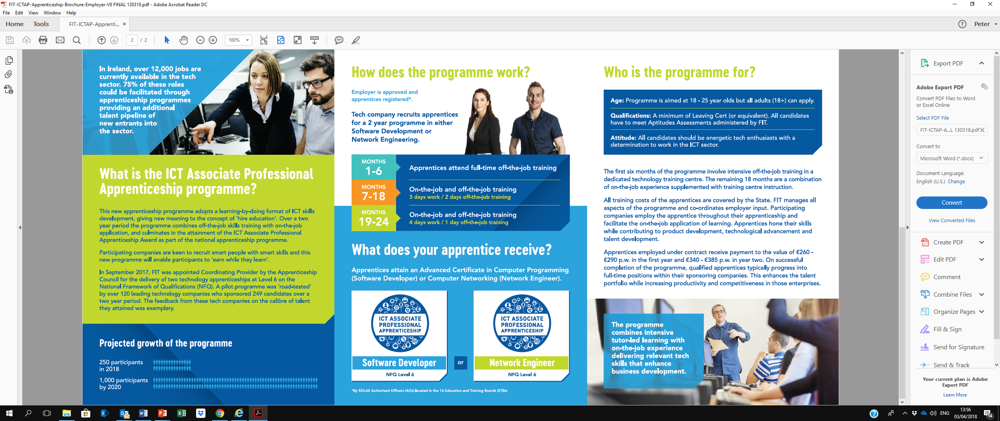 FIT-ICTAP-Apprenticeship-Brochure-Employer-V8 FINAL 130318.pdf - Adobe Acrobat Reader DC
File Edit View Window Help
Home Tools FIT-ICTAP-Apprenti... ×
Peter
2 / 2
100%
In Ireland, over 12,000 jobs are
currently available in the tech
sector. 75% of these roles
could be facilitated through
apprenticeship programmes
providing an additional
talent pipeline of
new entrants into
the sector.
What is the ICT Associate Professional
Apprenticeship programme?
This new apprenticeship programme adopts a learning-by-doing format of ICT skills
development, giving new meaning to the concept of ‘hire education’. Over a two
year period the programme combines off-the-job skills training with on-the-job
application, and culminates in the attainment of the ICT Associate Professional
Apprenticeship Award as part of the national apprenticeship programme.
Participating companies are keen to recruit smart people with smart skills and this
new programme will enable participants to ‘earn while they learn’.
In September 2017, FIT was appointed Coordinating Provider by the Apprenticeship
Council for the delivery of two technology apprenticeships at Level 6 on the
National Framework of Qualifications (NFQ). A pilot programme was ‘road-tested’
by over 120 leading technology companies who sponsored 249 candidates over a
two year period. The feedback from these tech companies on the calibre of talent
they attained was exemplary.
Projected growth of the programme
250 participants
in 2018
1,000 participants
by 2020
How does the programme work?
Employer is approved and
apprentices registered*.
Tech company recruits apprentices
for a 2 year programme in either
Software Development or
Network Engineering.
MONTHS
1-6
Apprentices attend full-time off-the-job training
MONTHS
7-18
On-the-job and off-the-job training
3 days work / 2 days off-the-job training
MONTHS
19-24
On-the-job and off-the-job training
4 days work / 1 day off-the-job training
What does your apprentice receive?
Apprentices attain an Advanced Certificate in Computer Programming
(Software Developer) or Computer Networking (Network Engineer).
ICT ASSOCIATE
PROFESSIONAL
APPRENTICESHIP
Software Developer
NFQ Level 6
or
ICT ASSOCIATE
PROFESSIONAL
APPRENTICESHIP
Network Engineer
NFQ Level 6
*By SOLAS Authorised Officers (AOs) located in the 16 Education and Training Boards (ETBs)
Who is the programme for?
Age: Programme is aimed at 18 - 25 year olds but all adults (18+) can apply.
Qualifications: A minimum of Leaving Cert (or equivalent). All candidates
have to meet Aptitudes Assessments administered by FIT.
Attitude: All candidates should be energetic tech enthusiasts with a
determination to work in the ICT sector.
The first six months of the programme involve intensive off-the-job training in a
dedicated technology training centre. The remaining 18 months are a combination
of on-the-job experience supplemented with training centre instruction.
All training costs of the apprentices are covered by the State. FIT manages all
aspects of the programme and co-ordinates employer input. Participating
companies employ the apprentice throughout their apprenticeship and
facilitate the on-the-job application of learning. Apprentices hone their skills
while contributing to product development, technological advancement and
talent development.
Apprentices employed under contract receive payment to the value of €260 -
€290 p.w. in the first year and €340 - €385 p.w. in year two. On successful
completion of the programme, qualified apprentices typically progress into
full-time positions within their sponsoring companies. This enhances the talent
portfolio while increasing productivity and competitiveness in those enterprises.
The programme
combines intensive
tutor-led learning with
on-the-job experience
delivering relevant tech
skills that enhance
business development.
Export PDF
Adobe Export PDF
Convert PDF Files to Word
or Excel Online
Select PDF File
FIT-ICTAP-A...L 130318.pdf
Convert to
Microsoft Word (*.docx)
Document Language:
English (U.S.) Change
Convert
View Converted Files
Create PDF
Edit PDF
Comment
Combine Files
Organize Pages
Fill & Sign
Send for Signature
Send & Track
Your current plan is Adobe
Export PDF
Learn More
ENG
13:56
03/04/2018
14